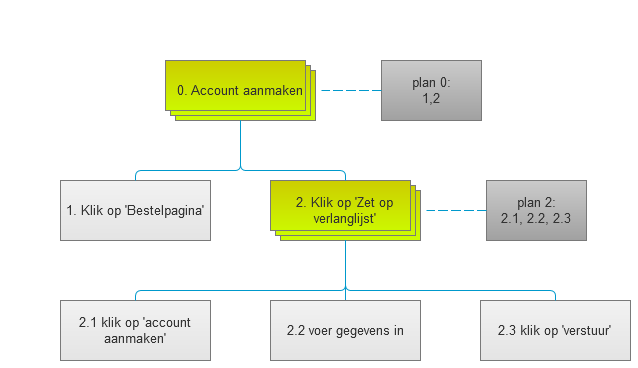 0. Account aanmaken
plan 0:
1,2
1. Klik op 'Bestelpagina'
2. Klik op 'Zet op
verlanglijst'
plan 2:
2.1, 2.2, 2.3
2.1 klik op 'account
aanmaken'
2.2 voer gegevens in
2.3 klik op 'verstuur'